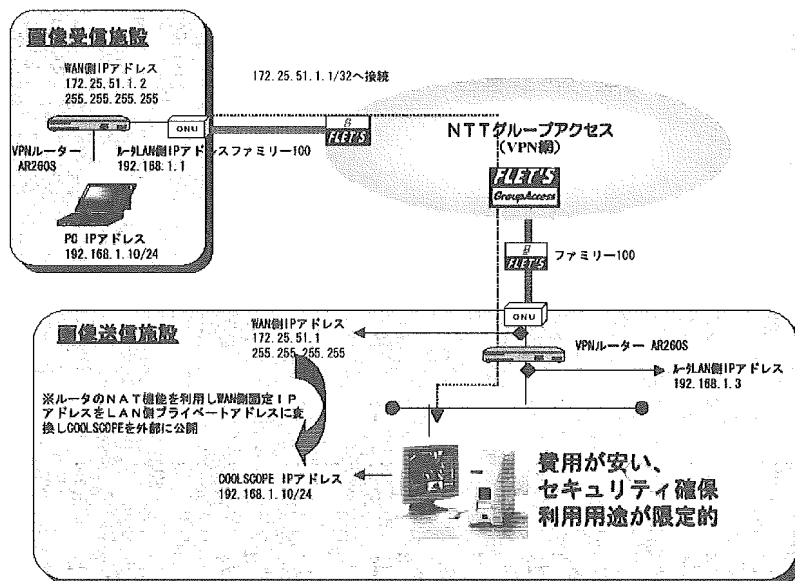 画像受信施設
WAN側IPアドレス
172.25.51.1.2
255.255.255.255
172.25.51.1.1/32へ接続
ONU
FLET'S
VPNルーター
AR260S
ルータLAN側IPアドレス
192.168.1.1
ファミリー100
PC IPアドレス
192.168.1.10/24
NTTグループアクセス
(VPN網)
FLET'S
GroupAccess
FLET'S
ファミリー100
ONU
画像送信施設
WAN側IPアドレス
172.25.51.1
255.255.255.255
VPNルーター AR260S
ルータLAN側IPアドレス
192.168.1.3
※ルータのNAT機能を利用しWAN側固定IP
アドレスをLAN側プライベートアドレスに変
換しCOOLSCOPEを外部に公開
COOLSCOPE IPアドレス
192.168.1.10/24
費用が安い、
セキュリティ確保
利用用途が限定的